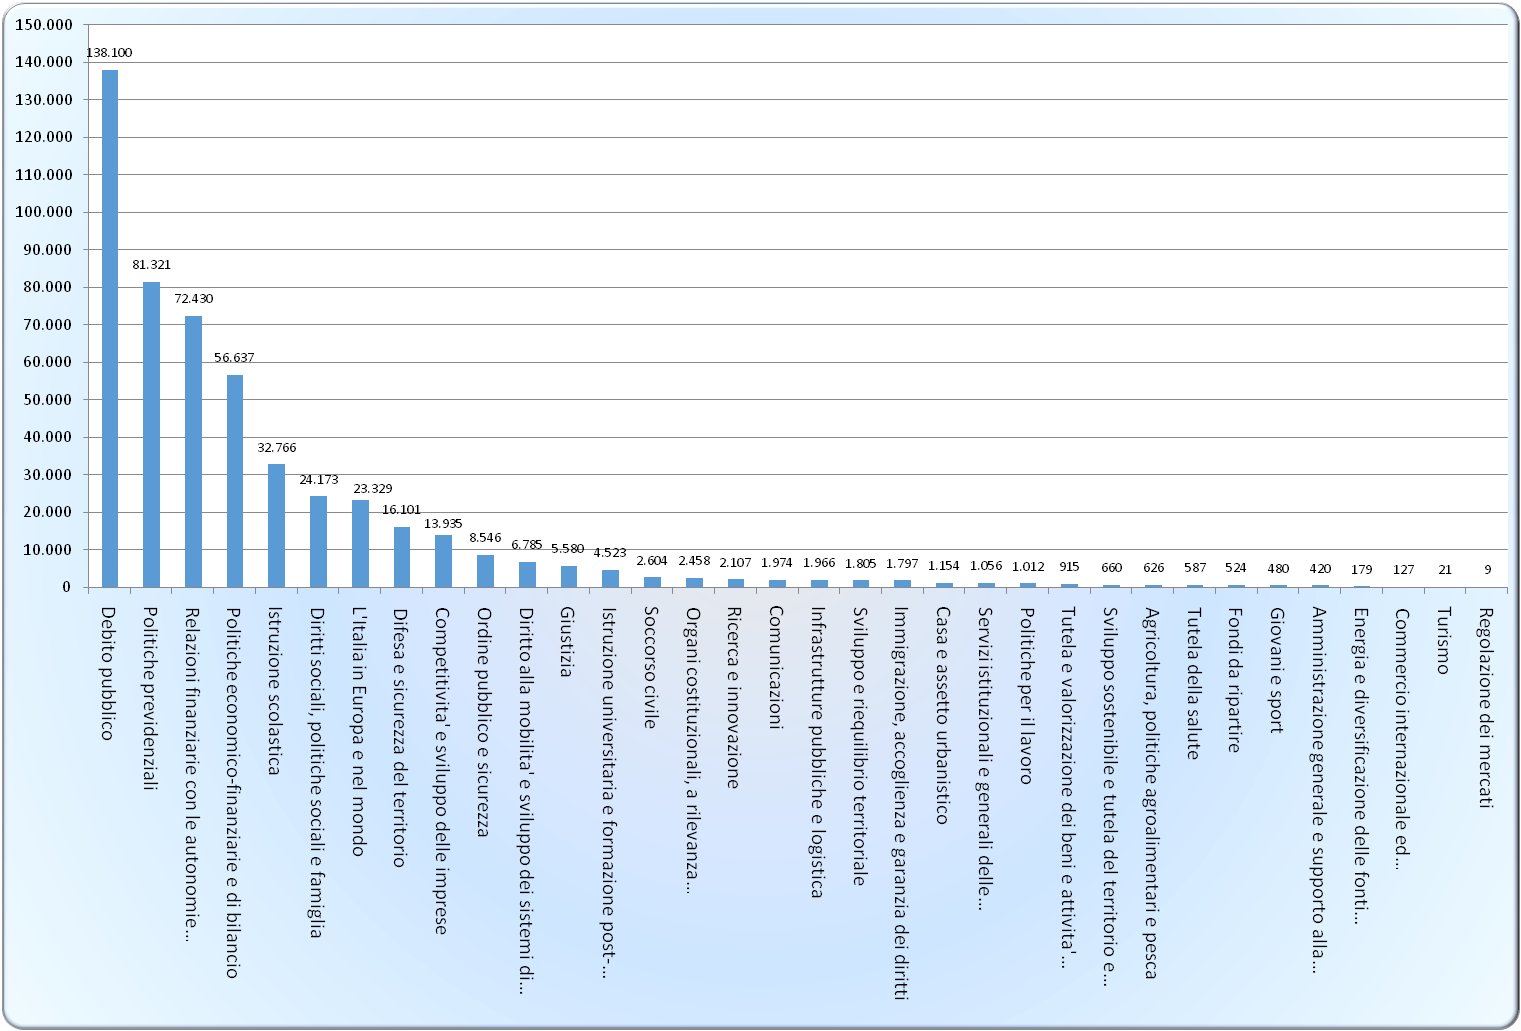 150.000
140.000
130.000
120.000
110.000
100.000
90.000
80.000
70.000
60.000
50.000
40.000
30.000
20.000
10.000
0
138.100
81.321
72.430
56.637
32.766
24.173
23.329
16.101
13.935
8.546
6.785
5.580
4.523
2.604
2.458
2.107
1.974
1.966
1.805
1.797
1.154
1.056
1.012
915
660
626
587
524
480
420
179
127
21
9
Debito pubblico
Politiche previdenziali
Relazioni finanziarie con le autonomie...
Politiche economico-finanziarie e di bilancio
Istruzione scolastica
Diritti sociali, politiche sociali e famiglia
L'Italia in Europa e nel mondo
Difesa e sicurezza del territorio
Competitivita' e sviluppo delle imprese
Ordine pubblico e sicurezza
Diritto alla mobilita' e sviluppo dei sistemi di...
Giustizia
Istruzione universitaria e formazione post-...
Soccorso civile
Organi costituzionali, a rilevanza...
Ricerca e innovazione
Comunicazioni
Infrastrutture pubbliche e logistica
Sviluppo e riequilibrio territoriale
Immigrazione, accoglienza e garanzia dei diritti
Casa e assetto urbanistico
Servizi istituzionali e generali delle...
Politiche per il lavoro
Tutela e valorizzazione dei beni e attivita'...
Sviluppo sostenibile e tutela del territorio e...
Agricoltura, politiche agroalimentari e pesca
Tutela della salute
Fondi da ripartire
Giovani e sport
Amministrazione generale e supporto alla...
Energia e diversificazione delle fonti...
Commercio internazionale ed...
Turismo
Regolazione dei mercati